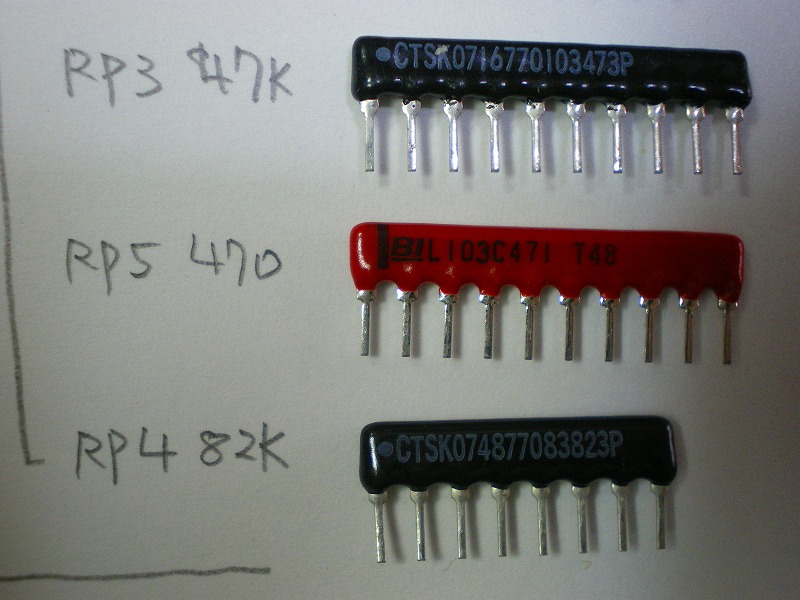 RP3 47K
CTSK0716770103473P
RP5 470
BI L103C471 T48
RP4 82K
CTSK074877083823P